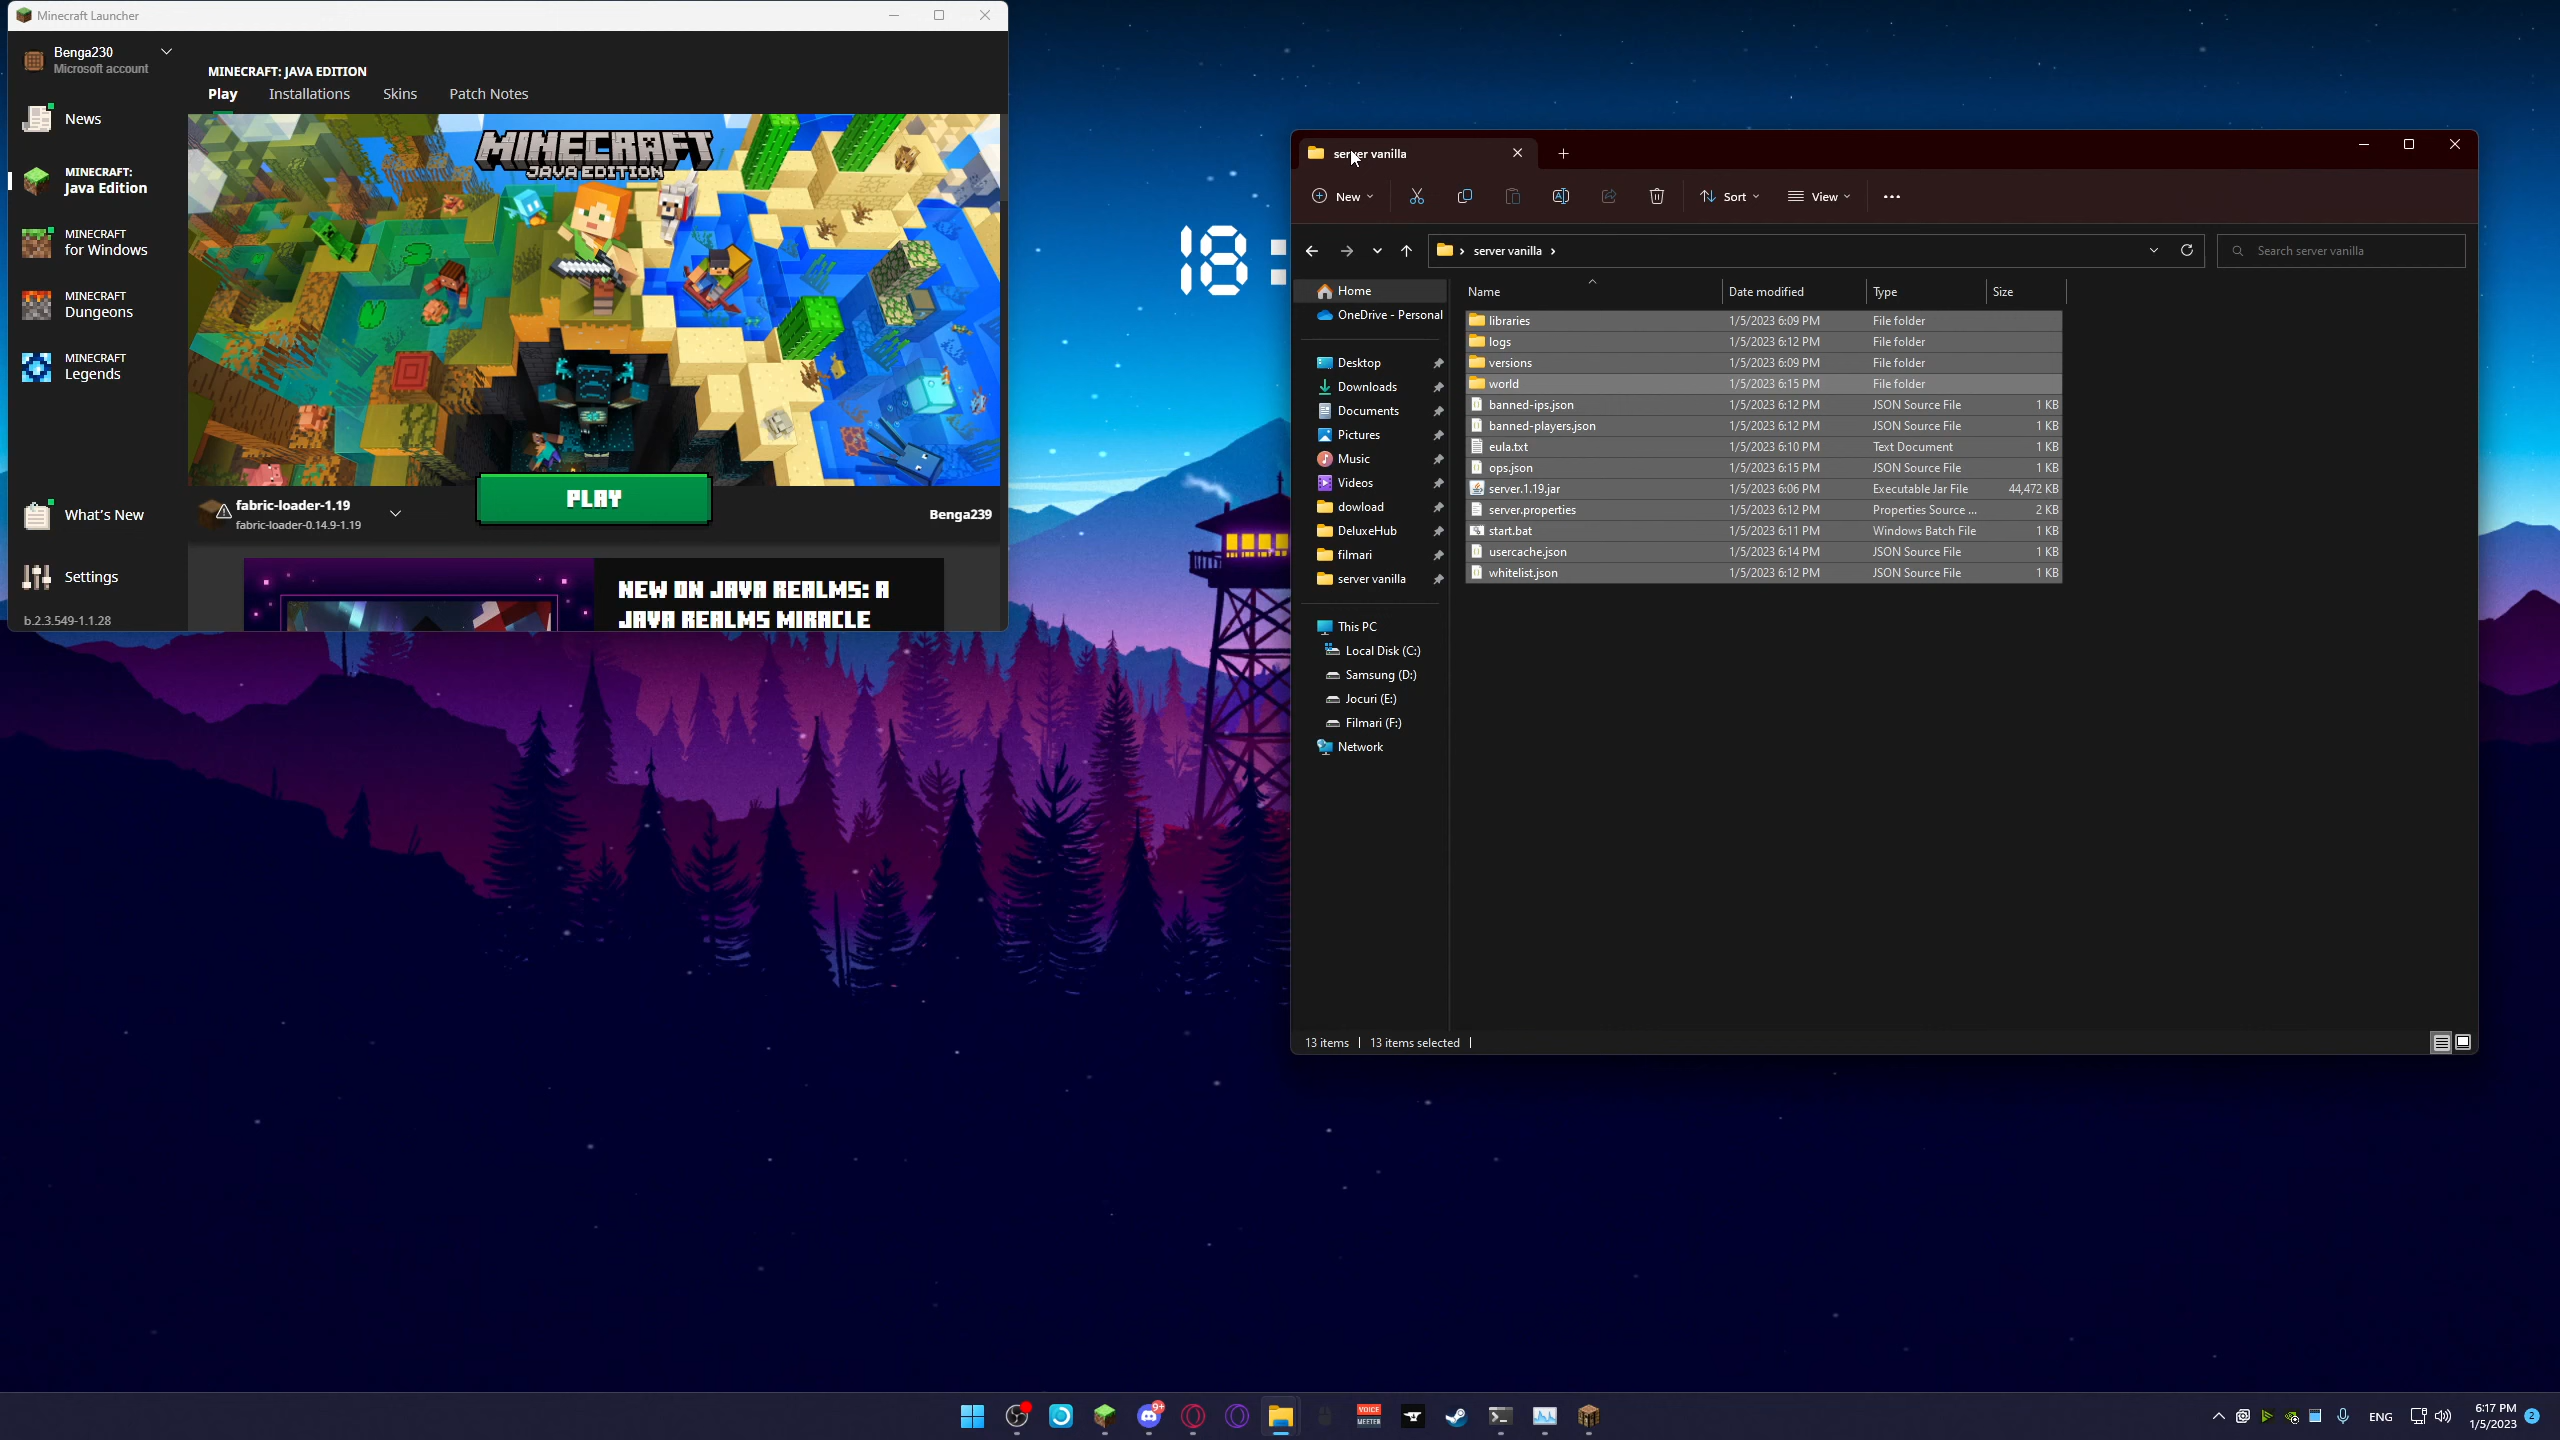 Minecraft Launcher
Benga230
Microsoft account
News
MINECRAFT:
Java Edition
MINECRAFT
for Windows
MINECRAFT
Dungeons
MINECRAFT
Legends
What's New
Settings
b.2.3.549-1.1.28
MINECRAFT: JAVA EDITION
Play Installations Skins Patch Notes
MINECRAFT
JAVA EDITION
fabric-loader-1.19
fabric-loader-0.14.9-1.19
PLAY
Benga239
NEW ON JAVA REALMS: A
JAVA REALMS MIRACLE
18:
server vanilla
New Sort View
server vanilla
Search server vanilla
Home
OneDrive - Personal
Desktop
Downloads
Documents
Pictures
Music
Videos
dowload
DeluxeHub
filmari
server vanilla
This PC
Local Disk (C:)
Samsung (D:)
Jocuri (E:)
Filmari (F:)
Network
Name Date modified Type Size
libraries 1/5/2023 6:09 PM File folder
logs 1/5/2023 6:12 PM File folder
versions 1/5/2023 6:09 PM File folder
world 1/5/2023 6:15 PM File folder
banned-ips.json 1/5/2023 6:12 PM JSON Source File 1 KB
banned-players.json 1/5/2023 6:12 PM JSON Source File 1 KB
eula.txt 1/5/2023 6:10 PM Text Document 1 KB
ops.json 1/5/2023 6:15 PM JSON Source File 1 KB
server.1.19.jar 1/5/2023 6:06 PM Executable Jar File 44,472 KB
server.properties 1/5/2023 6:12 PM Properties Source ... 2 KB
start.bat 1/5/2023 6:11 PM Windows Batch File 1 KB
usercache.json 1/5/2023 6:14 PM JSON Source File 1 KB
whitelist.json 1/5/2023 6:12 PM JSON Source File 1 KB
13 items 13 items selected
9+
VOICE
MEETER
ENG
6:17 PM
1/5/2023
2